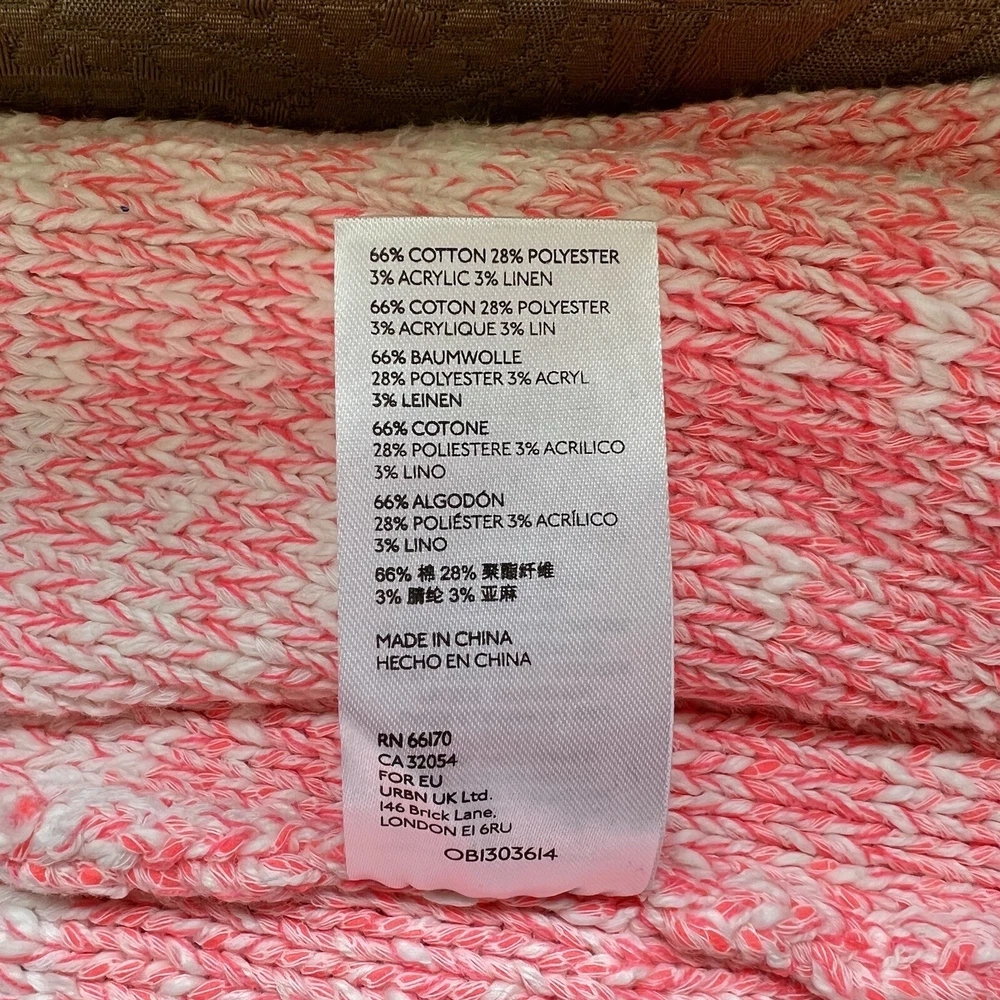 66% COTTON 28% POLYESTER
3% ACRYLIC 3% LINEN
66% COTON 28% POLYESTER
3% ACRYLIQUE 3% LIN
66% BAUMWOLLE
28% POLYESTER 3% ACRYL
3% LEINEN
66% COTONE
28% POLIESTERE 3% ACRILICO
3% LINO
66% ALGODÓN
28% POLIÉSTER 3% ACRÍLICO
3% LINO
66% 棉 28% 聚酯纤维
3% 腈纶 3% 亚麻
MADE IN CHINA
HECHO EN CHINA
RN 66170
CA 32054
FOR EU
URBN UK Ltd.
146 Brick Lane,
LONDON E1 6RU
OB1303614